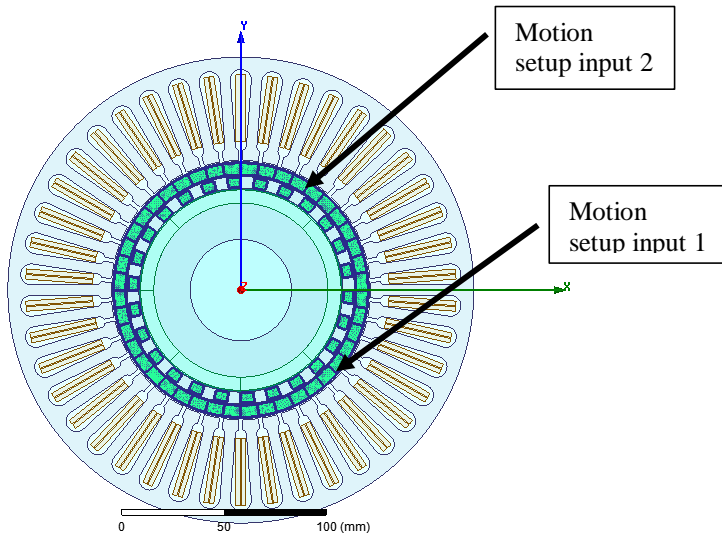 Motion
setup input 2
Y
Motion
setup input 1
Z
X
0 50 100 (mm)